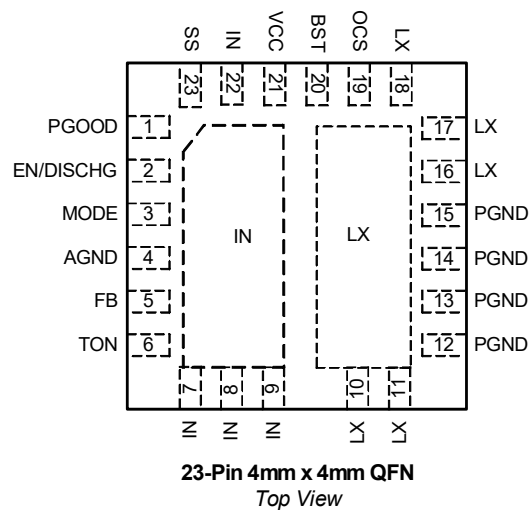 SS IN VCC BST OCS LX
23 22 21 20 19 18
PGOOD 1
EN/DISCHG 2
MODE 3
AGND 4
FB 5
TON 6
IN
LX
17 LX
16 LX
15 PGND
14 PGND
13 PGND
12 PGND
7 8 9 10 11
IN IN IN LX LX
23-Pin 4mm x 4mm QFN
Top View